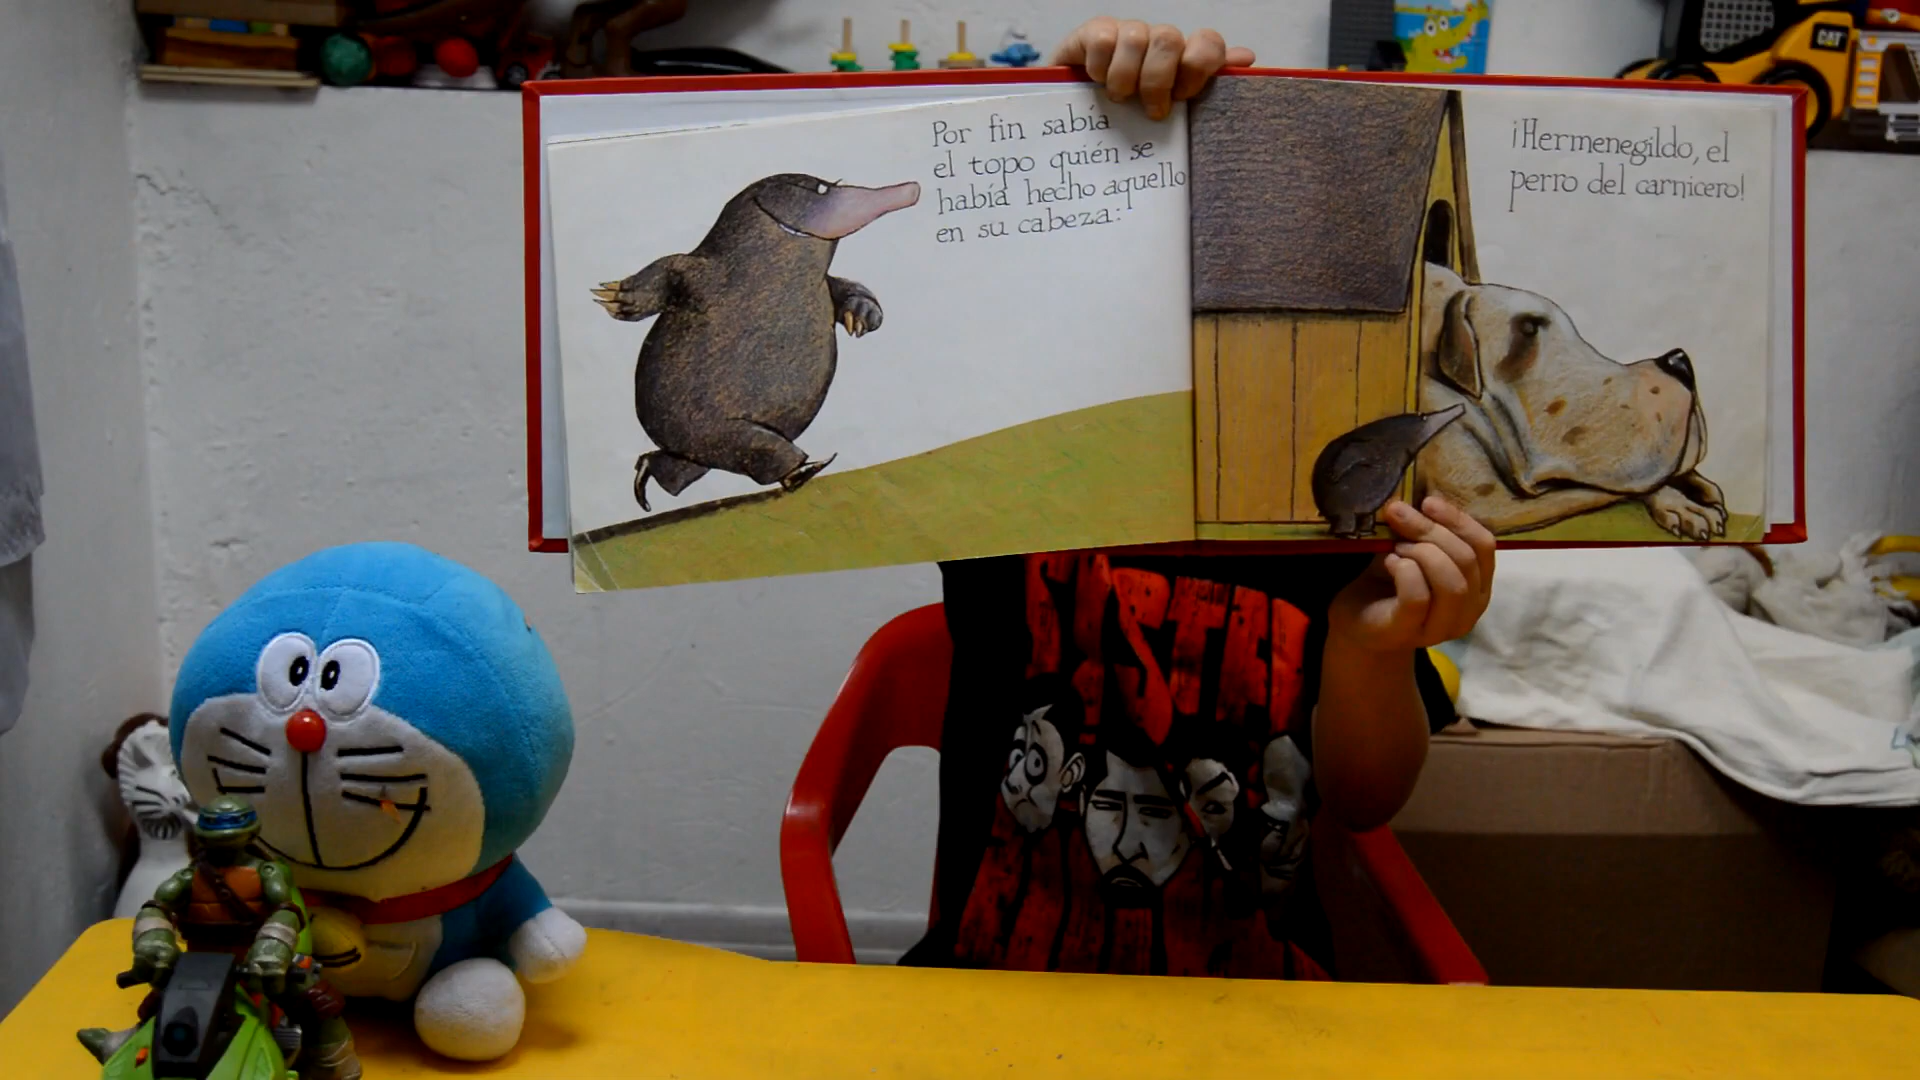 Por fin sabía
el topo quién se
había hecho aquello
en su cabeza:
¡Hermenegildo, el
perro del carnicero!
CAT